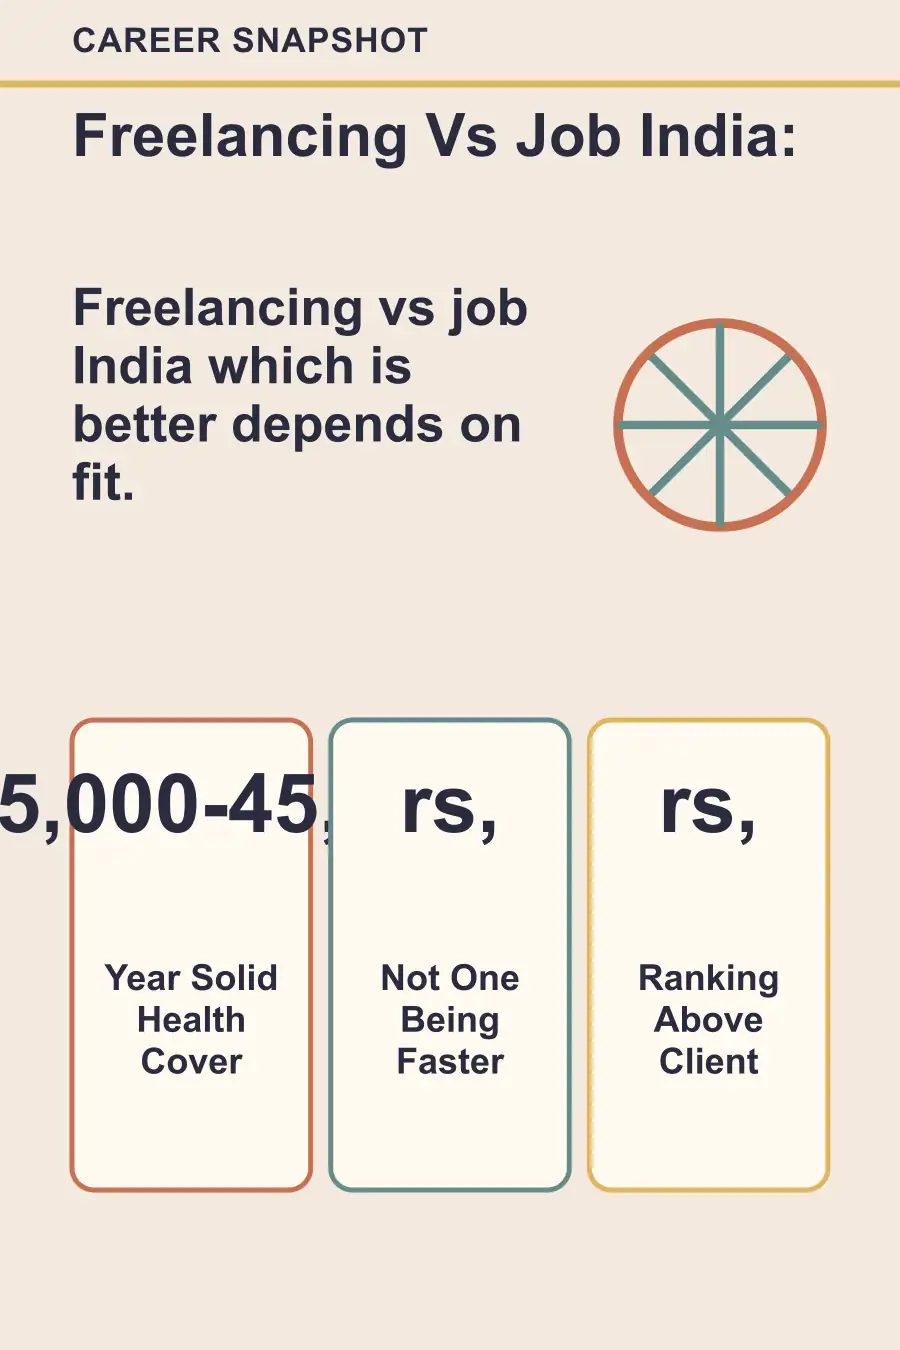 CAREER SNAPSHOT
Freelancing Vs Job India:
Freelancing vs job
India which is
better depends on
fit.
5,000-45,
rs,
rs,
Year Solid
Health
Cover
Not One
Being
Faster
Ranking
Above
Client